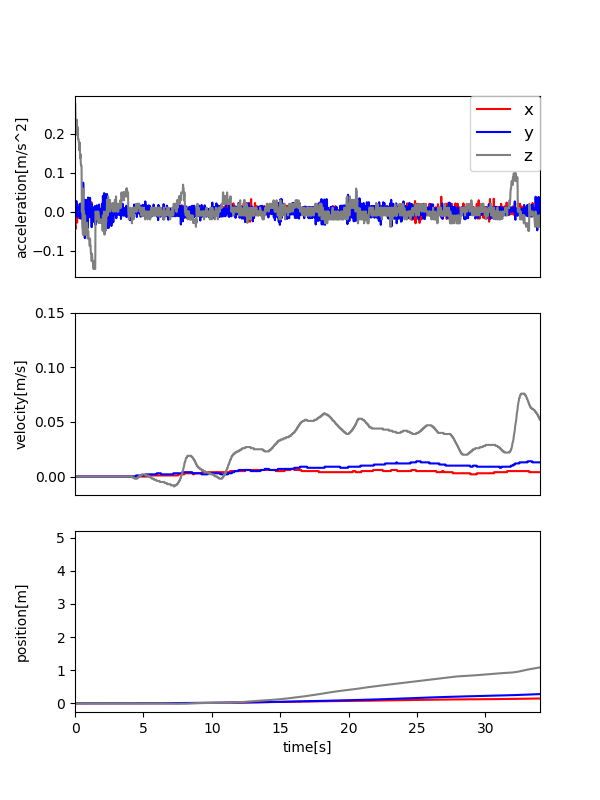 x
y
z
acceleration[m/s^2]
0.2
0.1
0.0
−0.1
velocity[m/s]
0.15
0.10
0.05
0.00
position[m]
5
4
3
2
1
0
0 5 10 15 20 25 30
time[s]